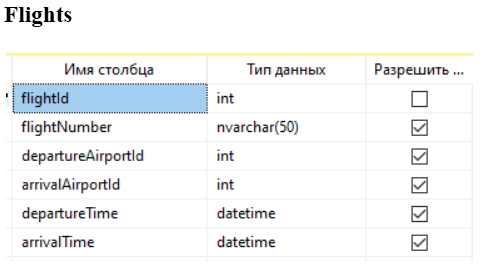 Flights
Имя столбца Тип данных Разрешить ...
flightId int
flightNumber nvarchar(50)
departureAirportId int
arrivalAirportId int
departureTime datetime
arrivalTime datetime